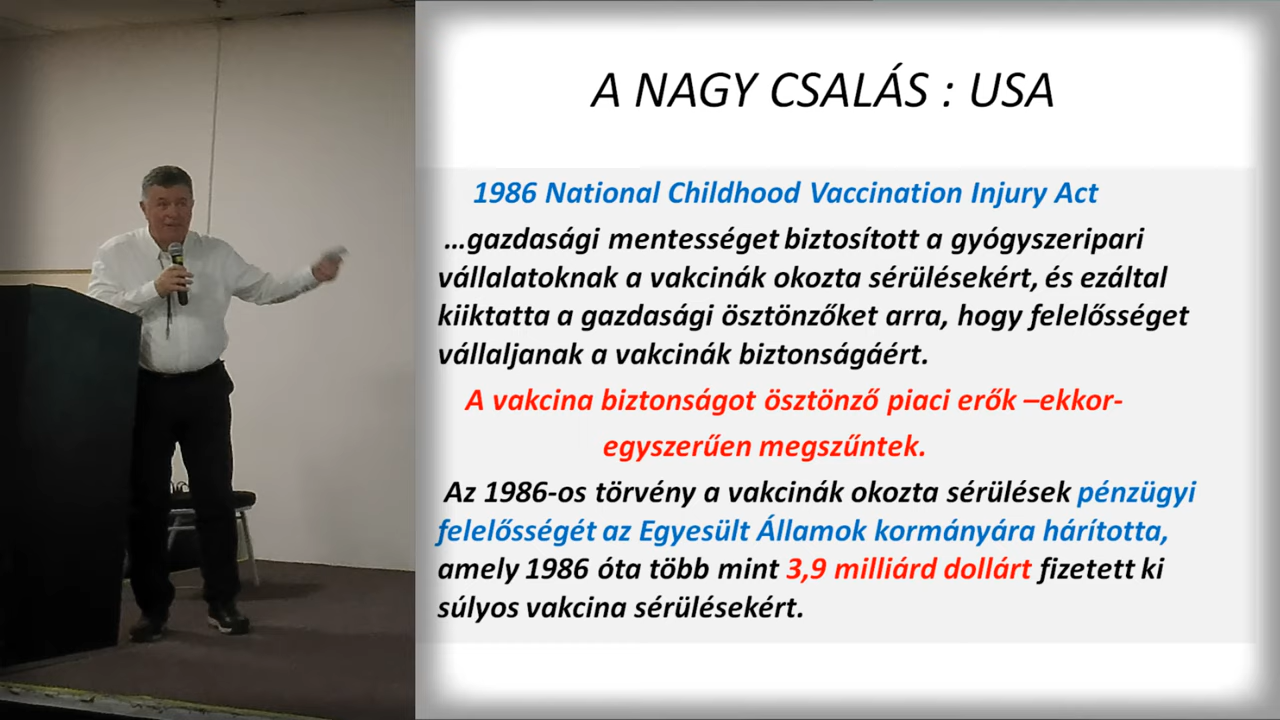 A NAGY CSALÁS : USA
1986 National Childhood Vaccination Injury Act
…gazdasági mentességet biztosított a gyógyszeripari
vállalatoknak a vakcinák okozta sérülésekért, és ezáltal
kiiktatta a gazdasági ösztönzőket arra, hogy felelősséget
vállaljanak a vakcinák biztonságáért.
A vakcina biztonságot ösztönző piaci erők –ekkor-
egyszerűen megszűntek.
Az 1986-os törvény a vakcinák okozta sérülések pénzügyi
felelősségét az Egyesült Államok kormányára hárította,
amely 1986 óta több mint 3,9 milliárd dollárt fizetett ki
súlyos vakcina sérülésekért.